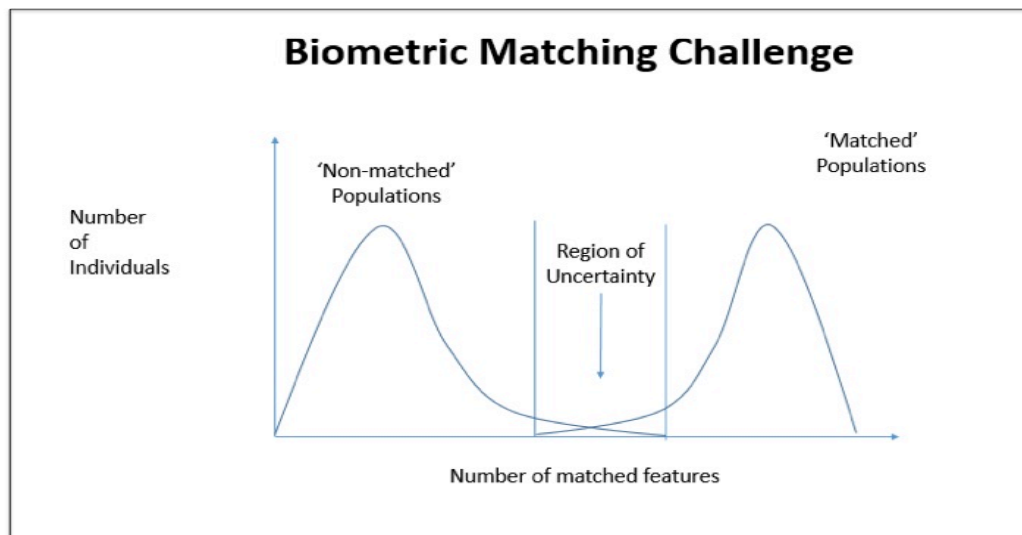 Biometric Matching Challenge
‘Non-matched’
Populations
‘Matched’
Populations
Number
of
Individuals
Region of
Uncertainty
Number of matched features